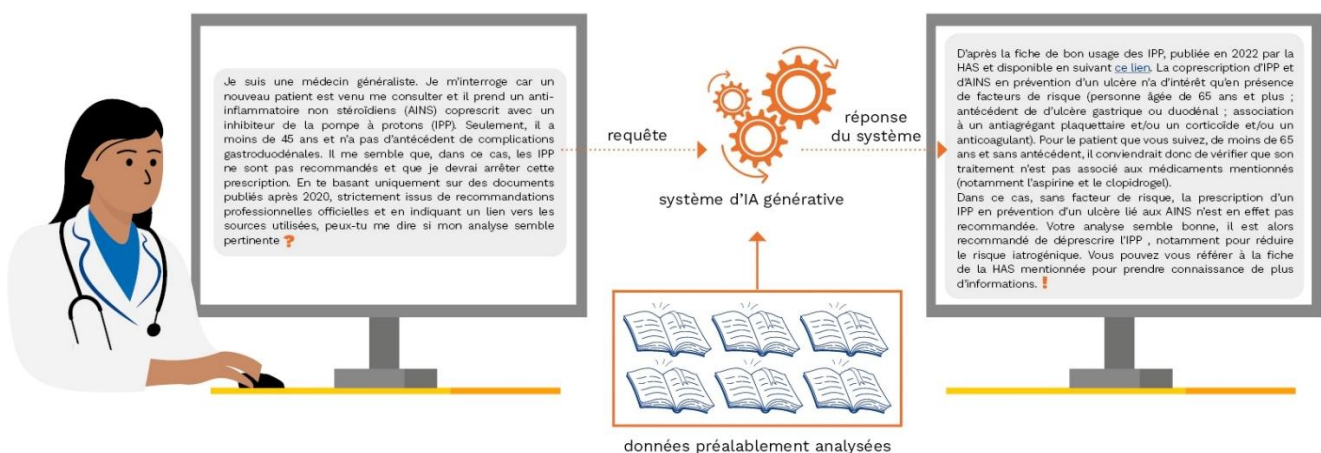 Je suis une médecin généraliste. Je m'interroge car un
nouveau patient est venu me consulter et il prend un anti-
inflammatoire non stéroïdiens (AINS) coprescrit avec un
inhibiteur de la pompe à protons (IPP). Seulement, il a
moins de 45 ans et n'a pas d'antécédent de complications
gastroduodénales. Il me semble que, dans ce cas, les IPP
ne sont pas recommandés et que je devrai arrêter cette
prescription. En te basant uniquement sur des documents
publiés après 2020, strictement issus de recommandations
professionnelles officielles et en indiquant un lien vers les
sources utilisées, peux-tu me dire si mon analyse semble
pertinente ?
requête
système d'IA générative
données préalablement analysées
réponse
du système
D'après la fiche de bon usage des IPP, publiée en 2022 par la
HAS et disponible en suivant ce lien. La coprescription d'IPP et
d'AINS en prévention d'un ulcère n'a d'intérêt qu'en présence
de facteurs de risque (personne âgée de 65 ans et plus ;
antécédent de d'ulcère gastrique ou duodénal ; association
à un antiagrégant plaquettaire et/ou un corticoïde et/ou un
anticoagulant). Pour le patient que vous suivez, de moins de 65
ans et sans antécédent, il conviendrait donc de vérifier que son
traitement n'est pas associé aux médicaments mentionnés
(notamment l'aspirine et le clopidrogel).
Dans ce cas, sans facteur de risque, la prescription d'un
IPP en prévention d'un ulcère lié aux AINS n'est en effet pas
recommandée. Votre analyse semble bonne, il est alors
recommandé de déprescrire l'IPP , notamment pour réduire
le risque iatrogénique. Vous pouvez vous référer à la fiche
de la HAS mentionnée pour prendre connaissance de plus
d'informations. !